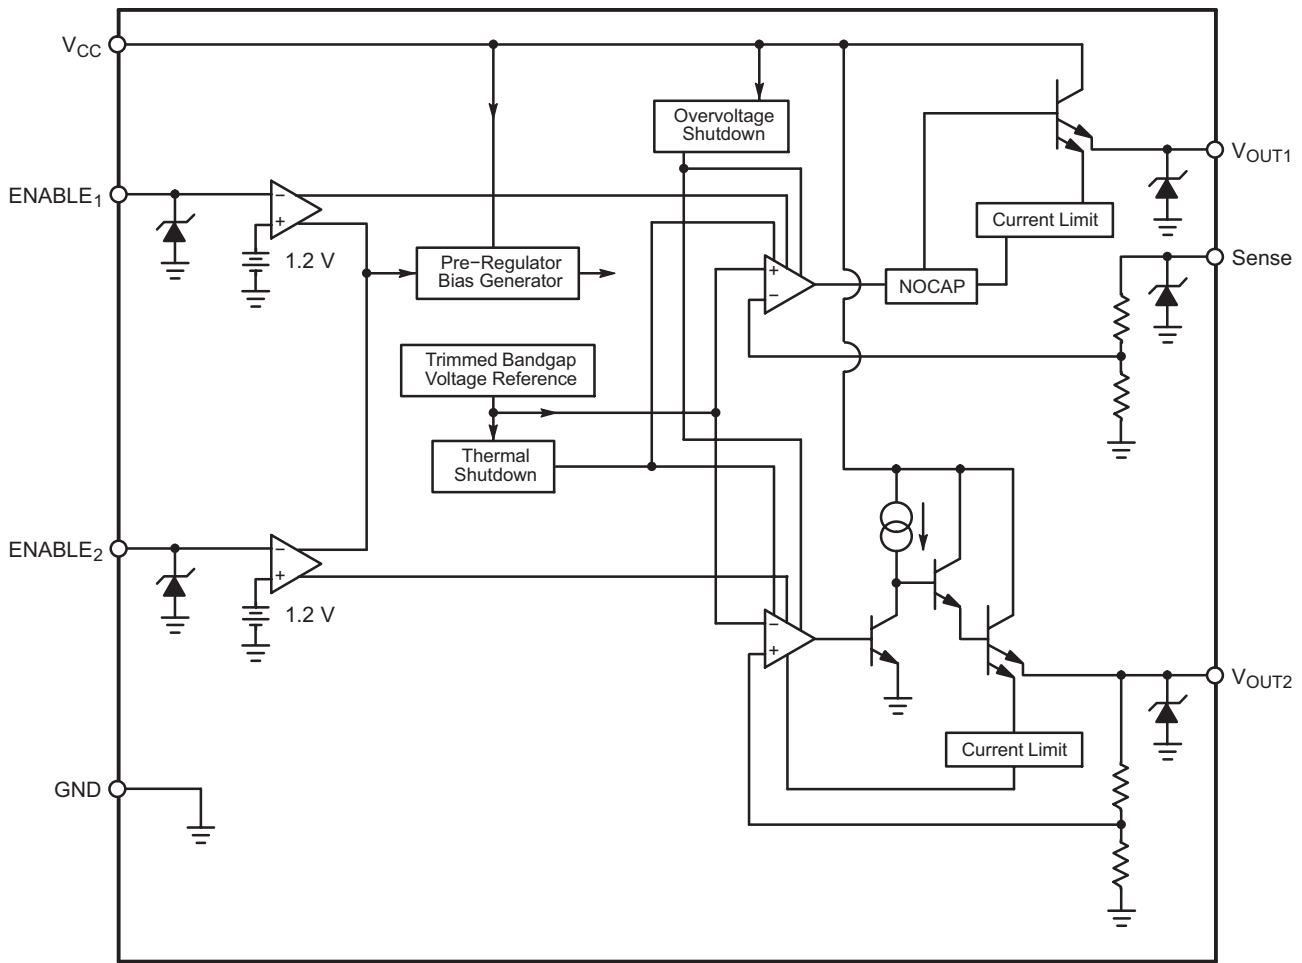 VCC
Overvoltage
Shutdown
VOUT1
ENABLE1
−
+
1.2 V
Current Limit
Pre−Regulator
Bias Generator
+
−
NOCAP
Sense
Trimmed Bandgap
Voltage Reference
Thermal
Shutdown
ENABLE2
−
+
1.2 V
−
+
VOUT2
Current Limit
GND